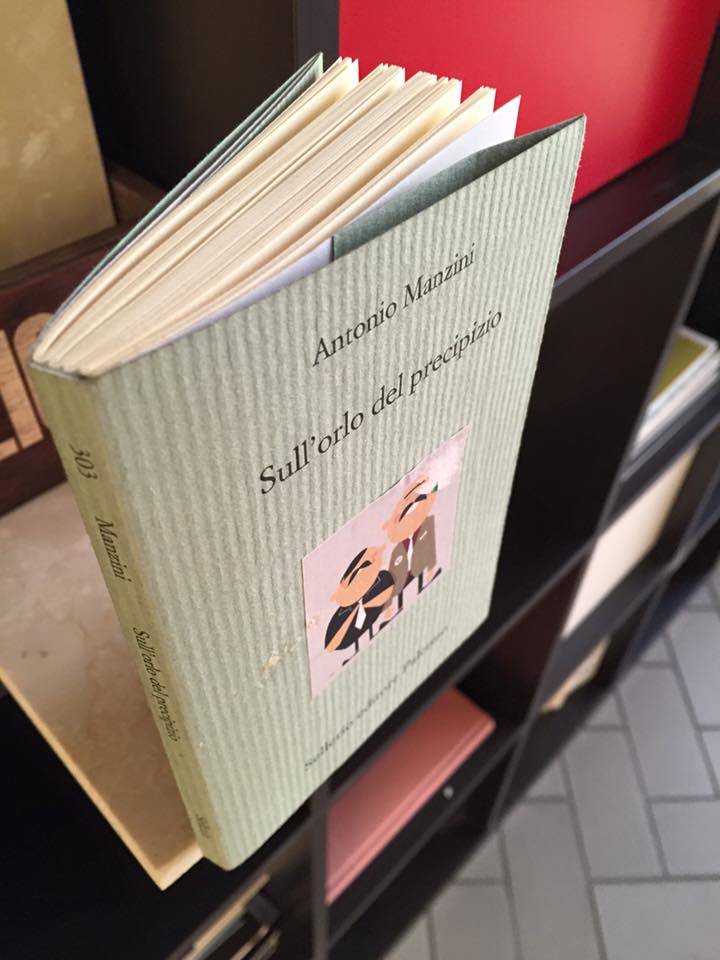 Antonio Manzini
Sull'orlo del precipizio
Sellerio editore Palermo
303
Manzini
Sull'orlo del precipizio